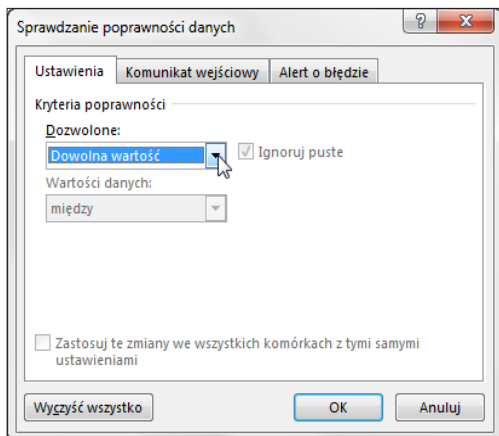 Sprawdzanie poprawności danych
?
Ustawienia Komunikat wejściowy Alert o błędzie
Kryteria poprawności
Dozwolone:
Dowolna wartość Ignoruj puste
Wartości danych:
między
Zastosuj te zmiany we wszystkich komórkach z tymi samymi
ustawieniami
Wyczyść wszystko OK Anuluj